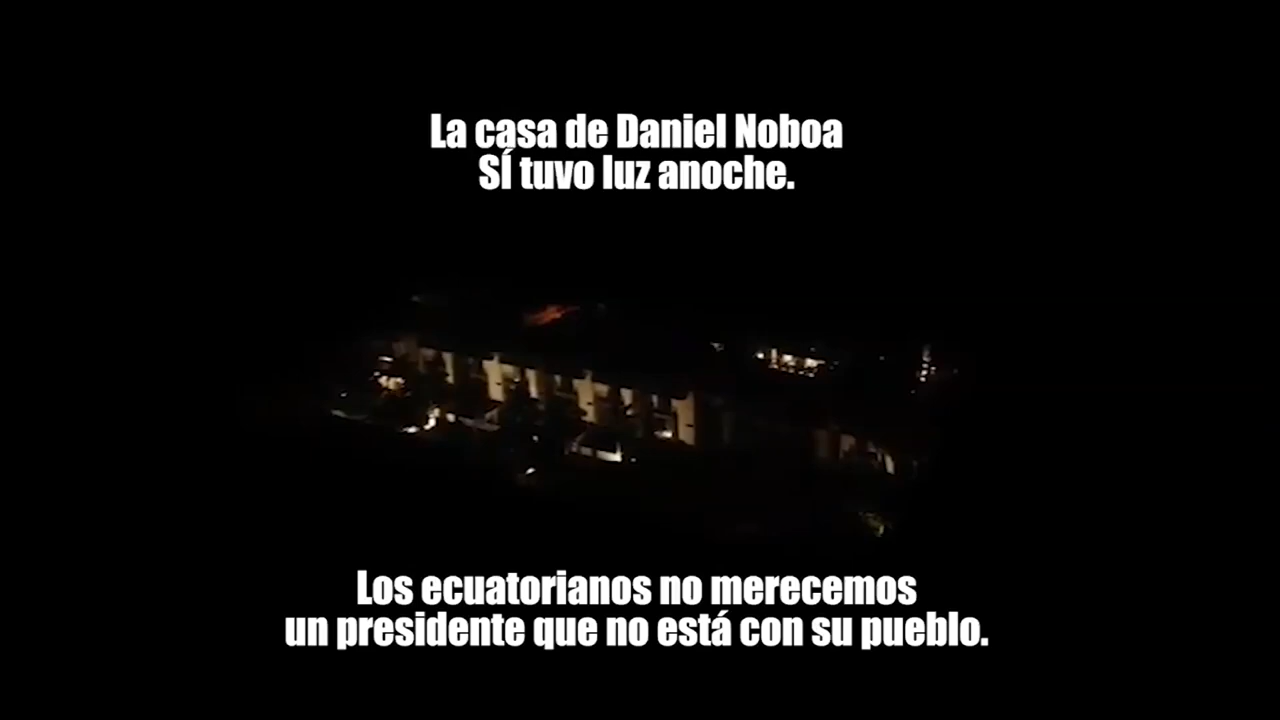 La casa de Daniel Noboa
SÍ tuvo luz anoche.
Los ecuatorianos no merecemos
un presidente que no está con su pueblo.